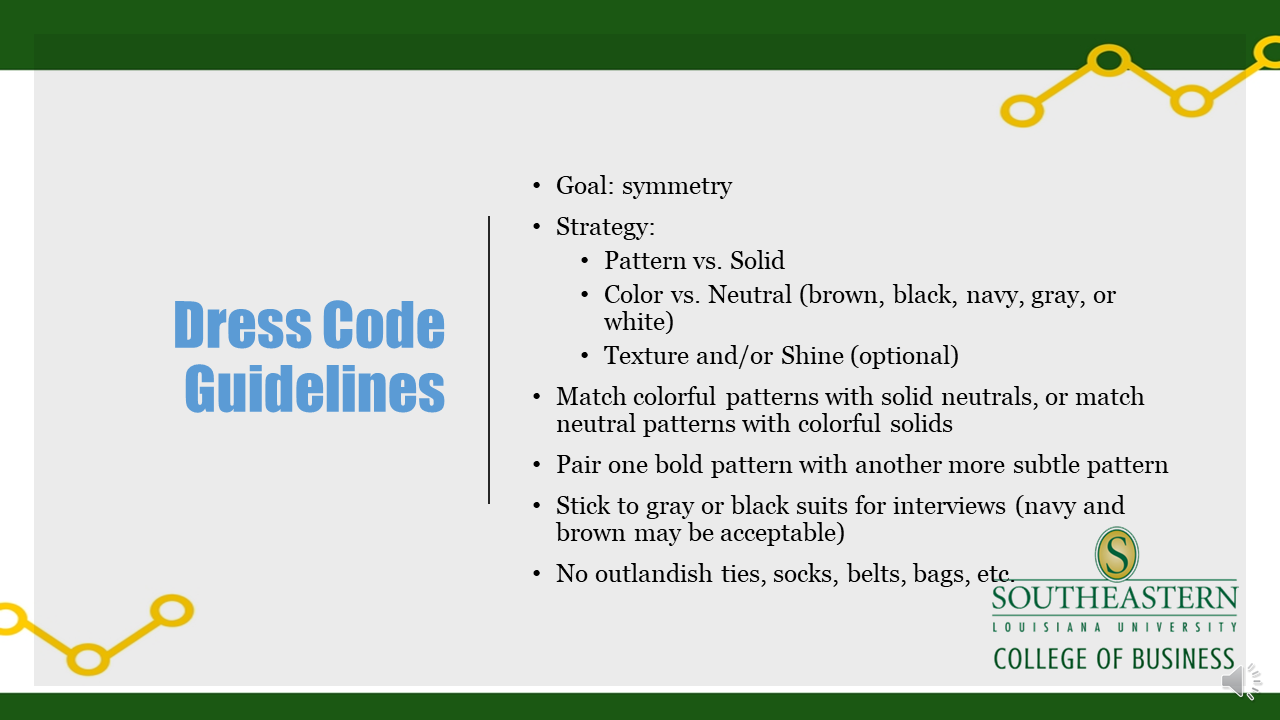 Dress Code
Guidelines
• Goal: symmetry
• Strategy:
• Pattern vs. Solid
• Color vs. Neutral (brown, black, navy, gray, or
white)
• Texture and/or Shine (optional)
• Match colorful patterns with solid neutrals, or match
neutral patterns with colorful solids
• Pair one bold pattern with another more subtle pattern
• Stick to gray or black suits for interviews (navy and
brown may be acceptable)
• No outlandish ties, socks, belts, bags, etc.
S
SOUTHEASTERN
LOUISIANA UNIVERSITY
COLLEGE OF BUSINESS